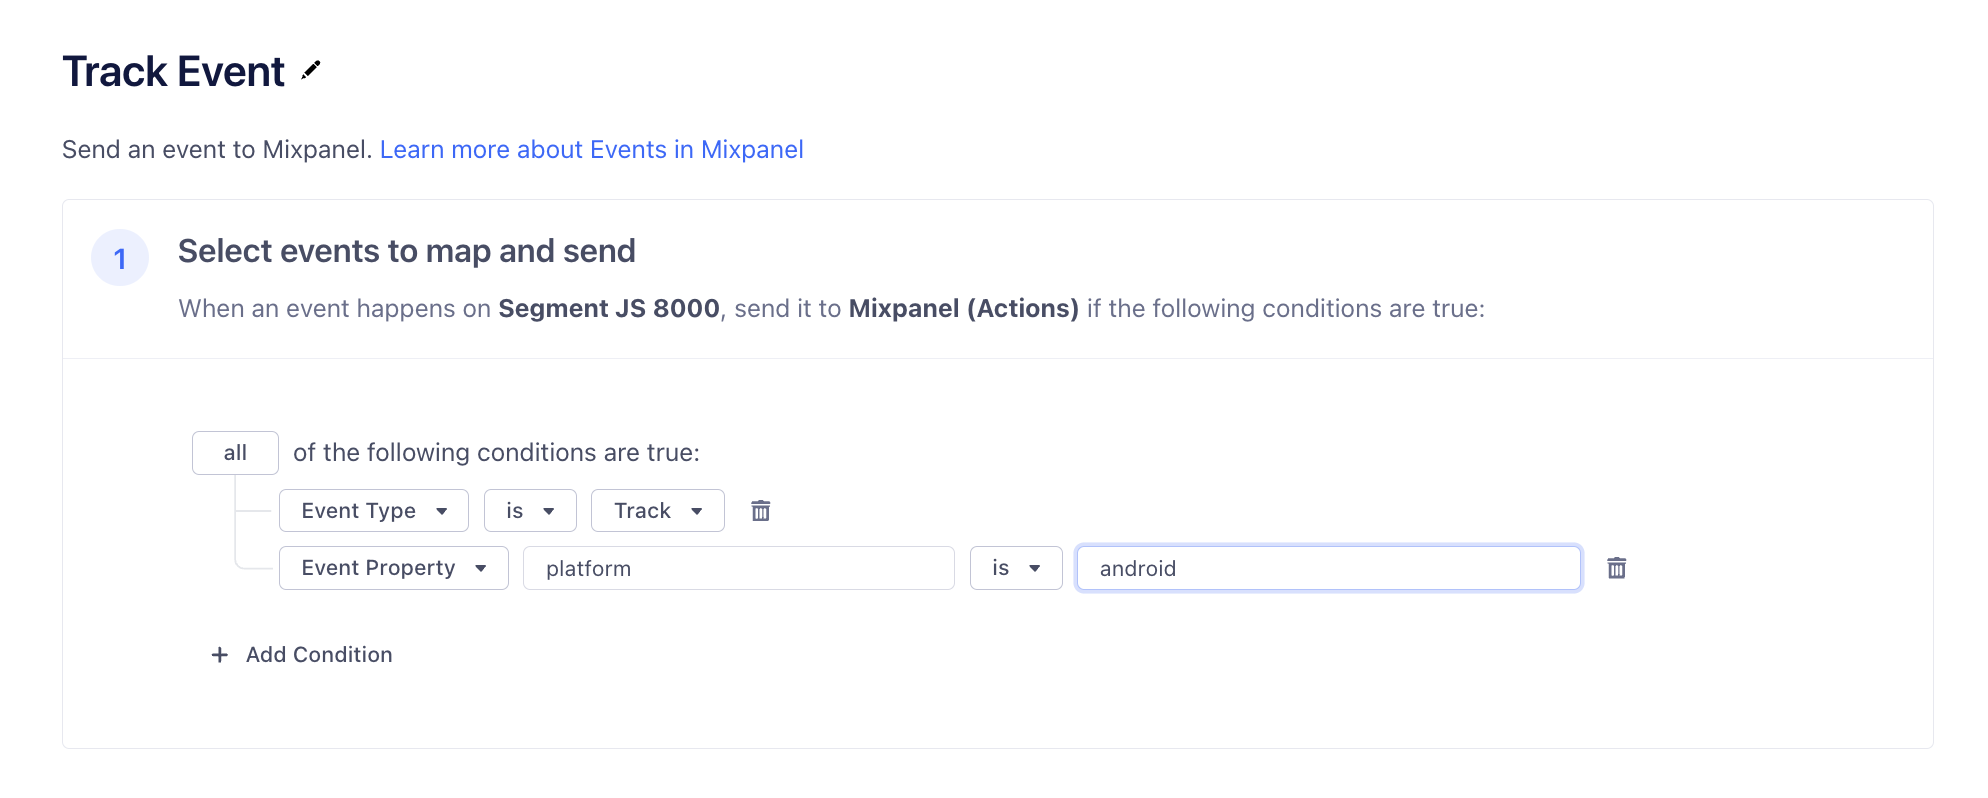 Track Event
Send an event to Mixpanel. Learn more about Events in Mixpanel
1
Select events to map and send
When an event happens on Segment JS 8000, send it to Mixpanel (Actions) if the following conditions are true:
all of the following conditions are true:
Event Type is Track
Event Property platform is android
+ Add Condition